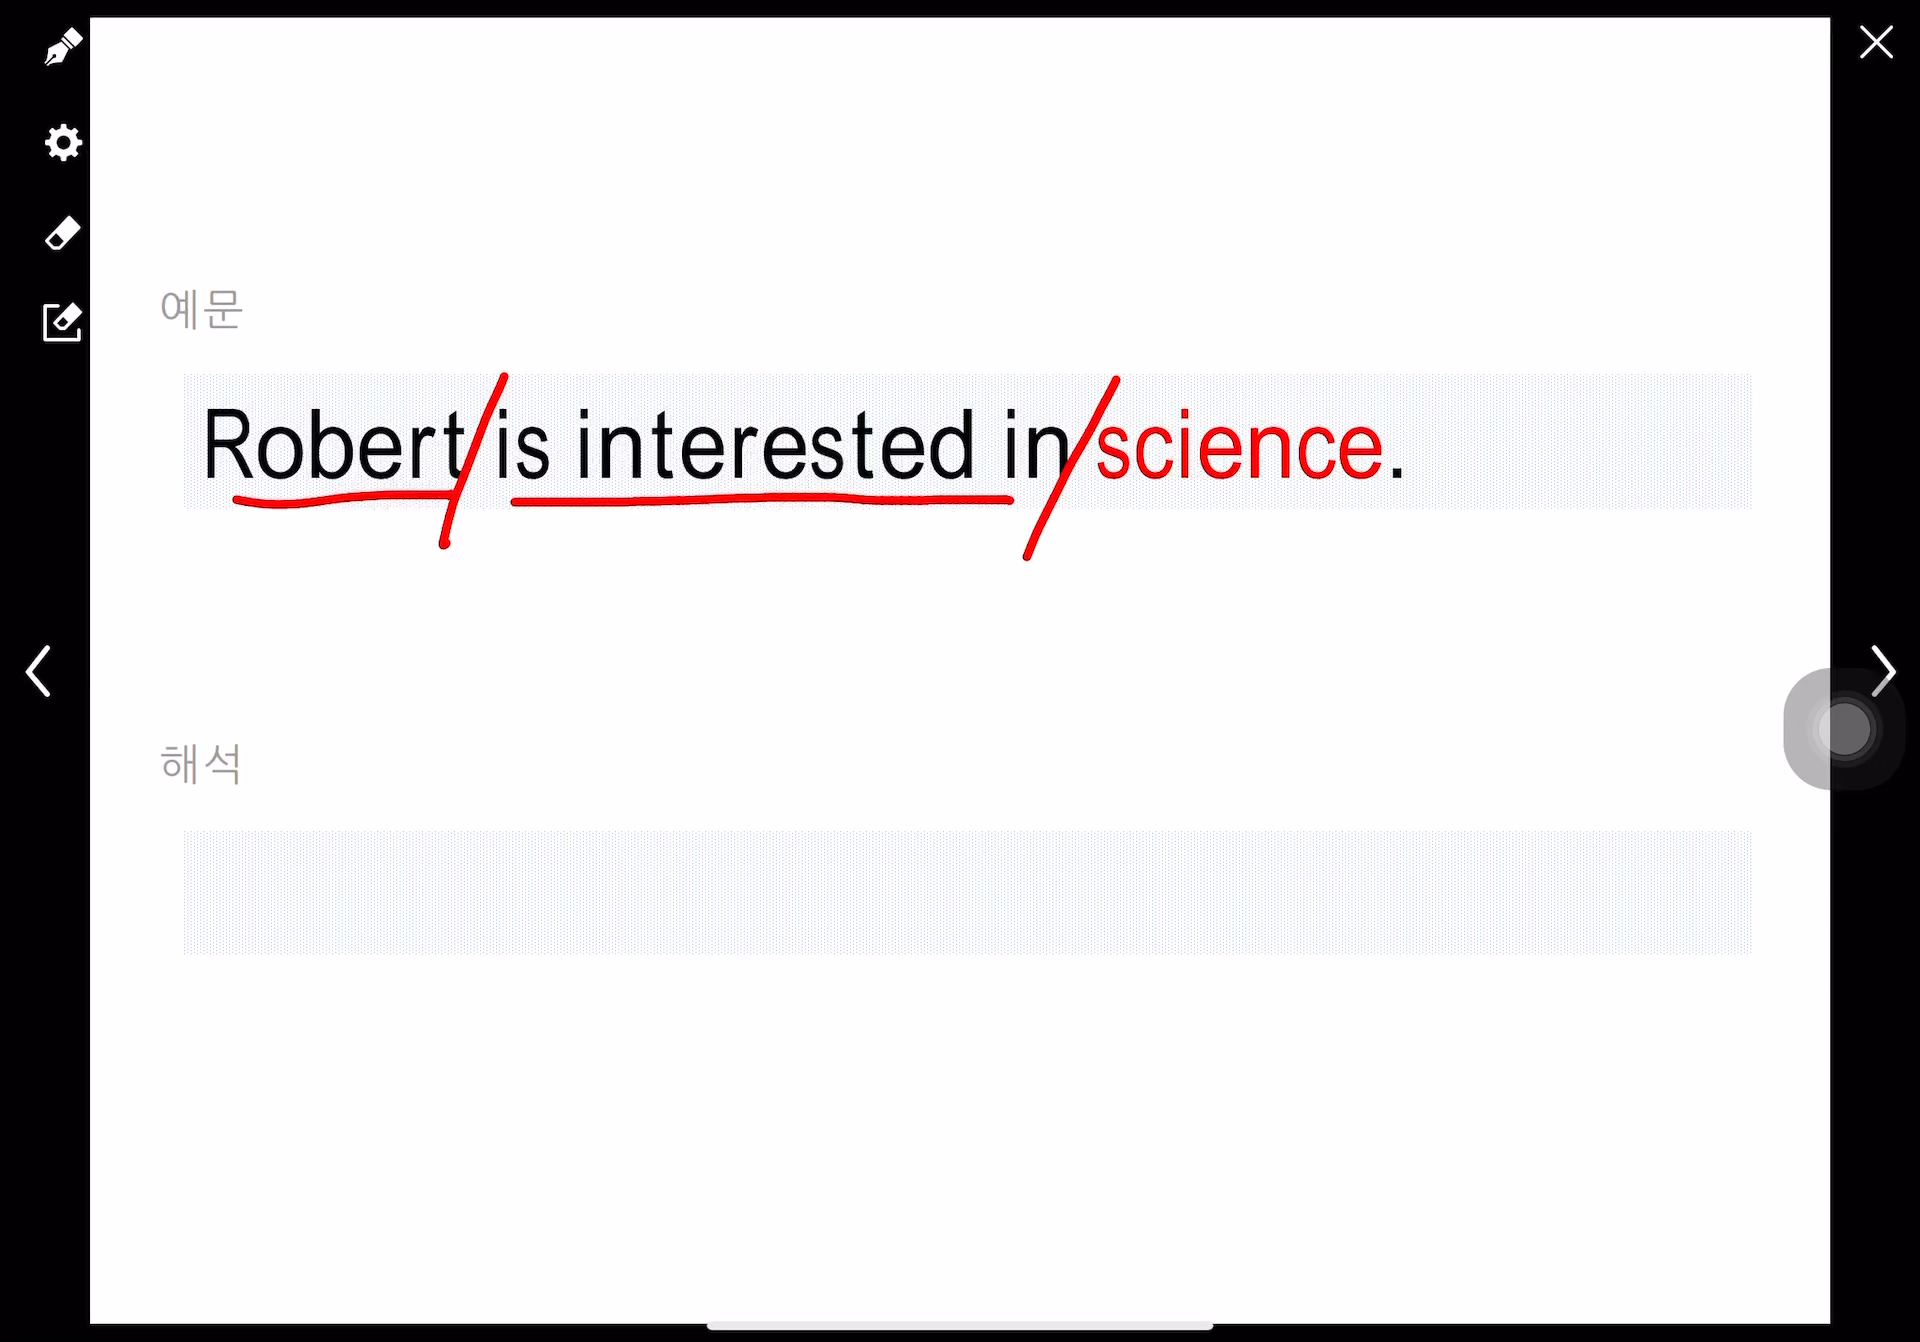 예문
Robert is interested in science.
해석